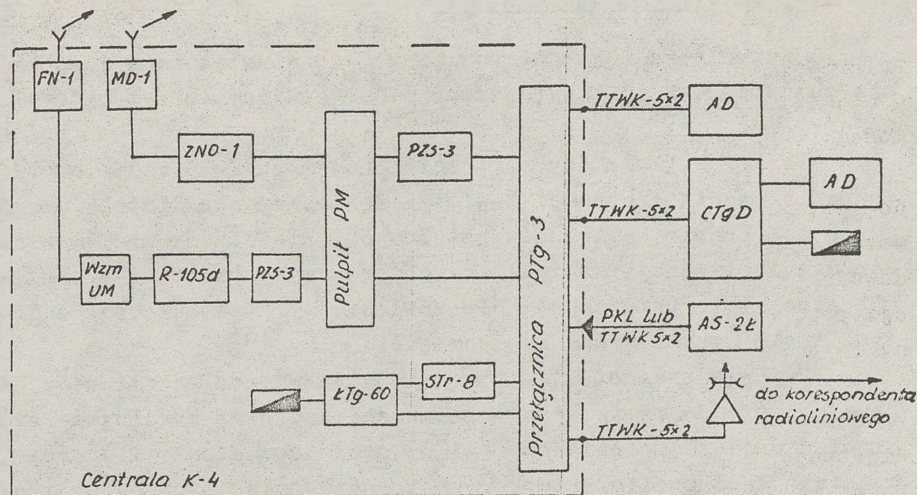 FN-1
MD-1
ZNO-1
Pulpit PM
PZS-3
Przełącznica PTg-3
TTWK-5×2
AD
TTWK-5×2
CTgD
AD
Wzm
UM
R-105d
PZS-3
PKL lub
TTWK 5×2
AS-2Ł
ŁTg-60
STr-8
TTWK-5×2
do korespondenta
radioliniowego
Centrala K-4